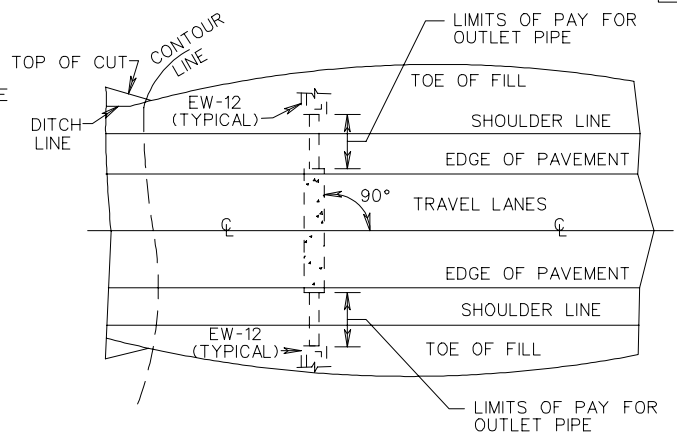 LIMITS OF PAY FOR
OUTLET PIPE
TOP OF CUT
CONTOUR
LINE
TOE OF FILL
E
EW-12
(TYPICAL)
DITCH
LINE
SHOULDER LINE
EDGE OF PAVEMENT
90°
TRAVEL LANES
℄
℄
EDGE OF PAVEMENT
SHOULDER LINE
EW-12
(TYPICAL)
TOE OF FILL
LIMITS OF PAY FOR
OUTLET PIPE